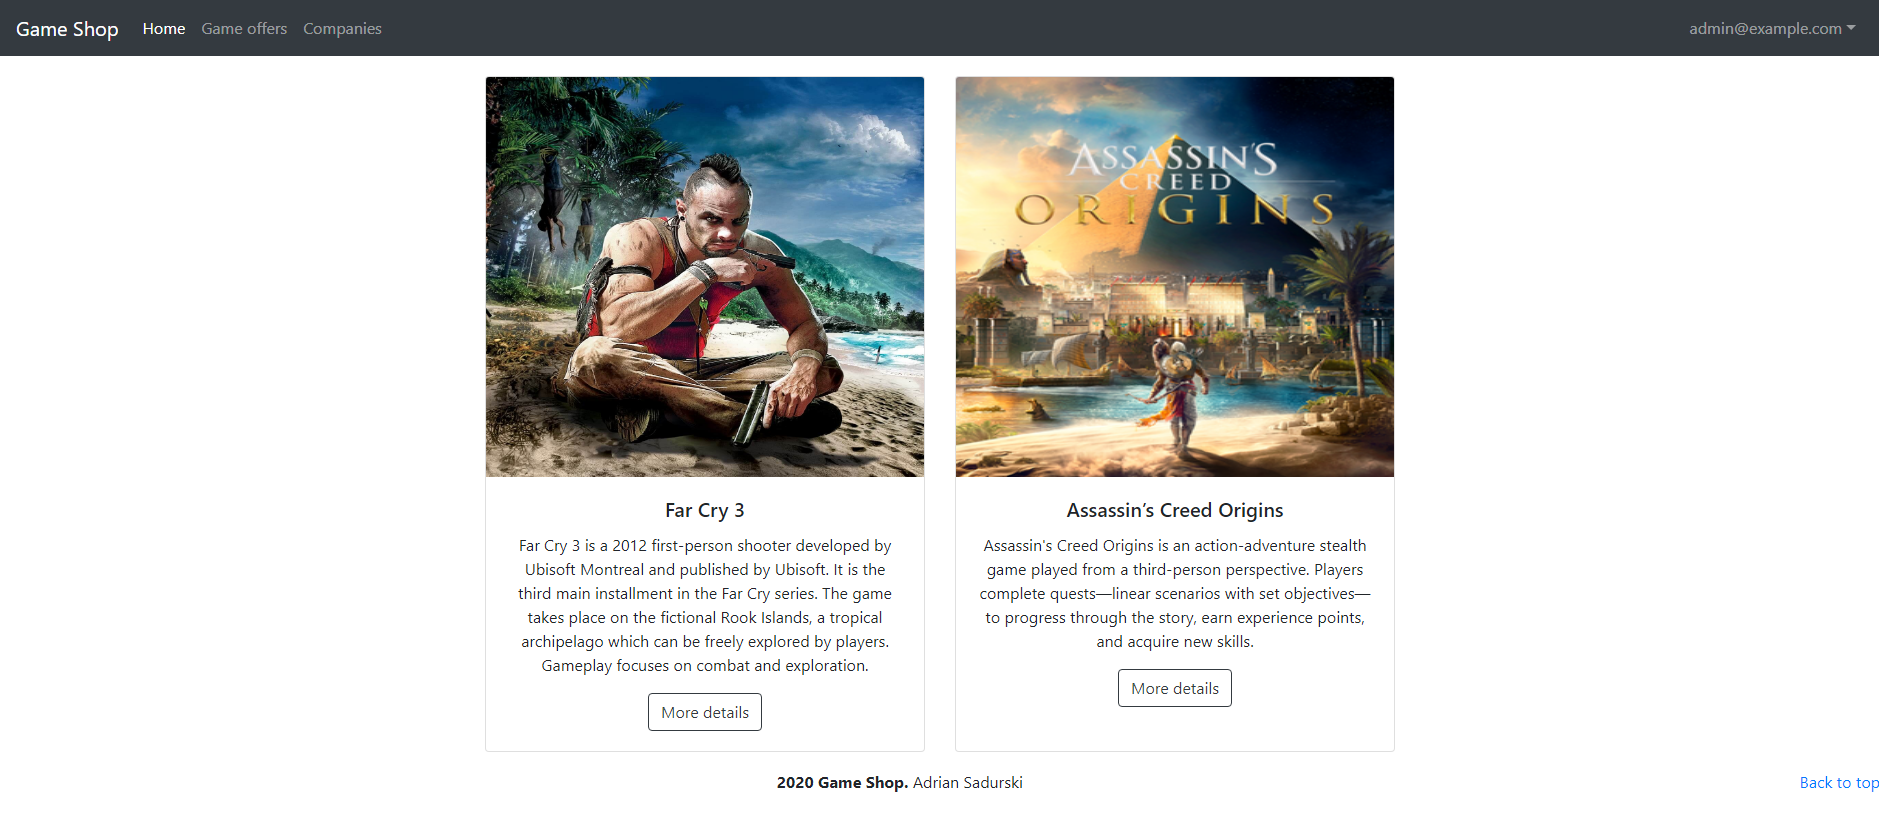 Game Shop Home Game offers Companies admin@example.com
ASSASSIN'S
CREED
ORIGINS
Far Cry 3
Far Cry 3 is a 2012 first-person shooter developed by
Ubisoft Montreal and published by Ubisoft. It is the
third main installment in the Far Cry series. The game
takes place on the fictional Rook Islands, a tropical
archipelago which can be freely explored by players.
Gameplay focuses on combat and exploration.
More details
Assassin’s Creed Origins
Assassin's Creed Origins is an action-adventure stealth
game played from a third-person perspective. Players
complete quests—linear scenarios with set objectives—
to progress through the story, earn experience points,
and acquire new skills.
More details
2020 Game Shop. Adrian Sadurski
Back to top